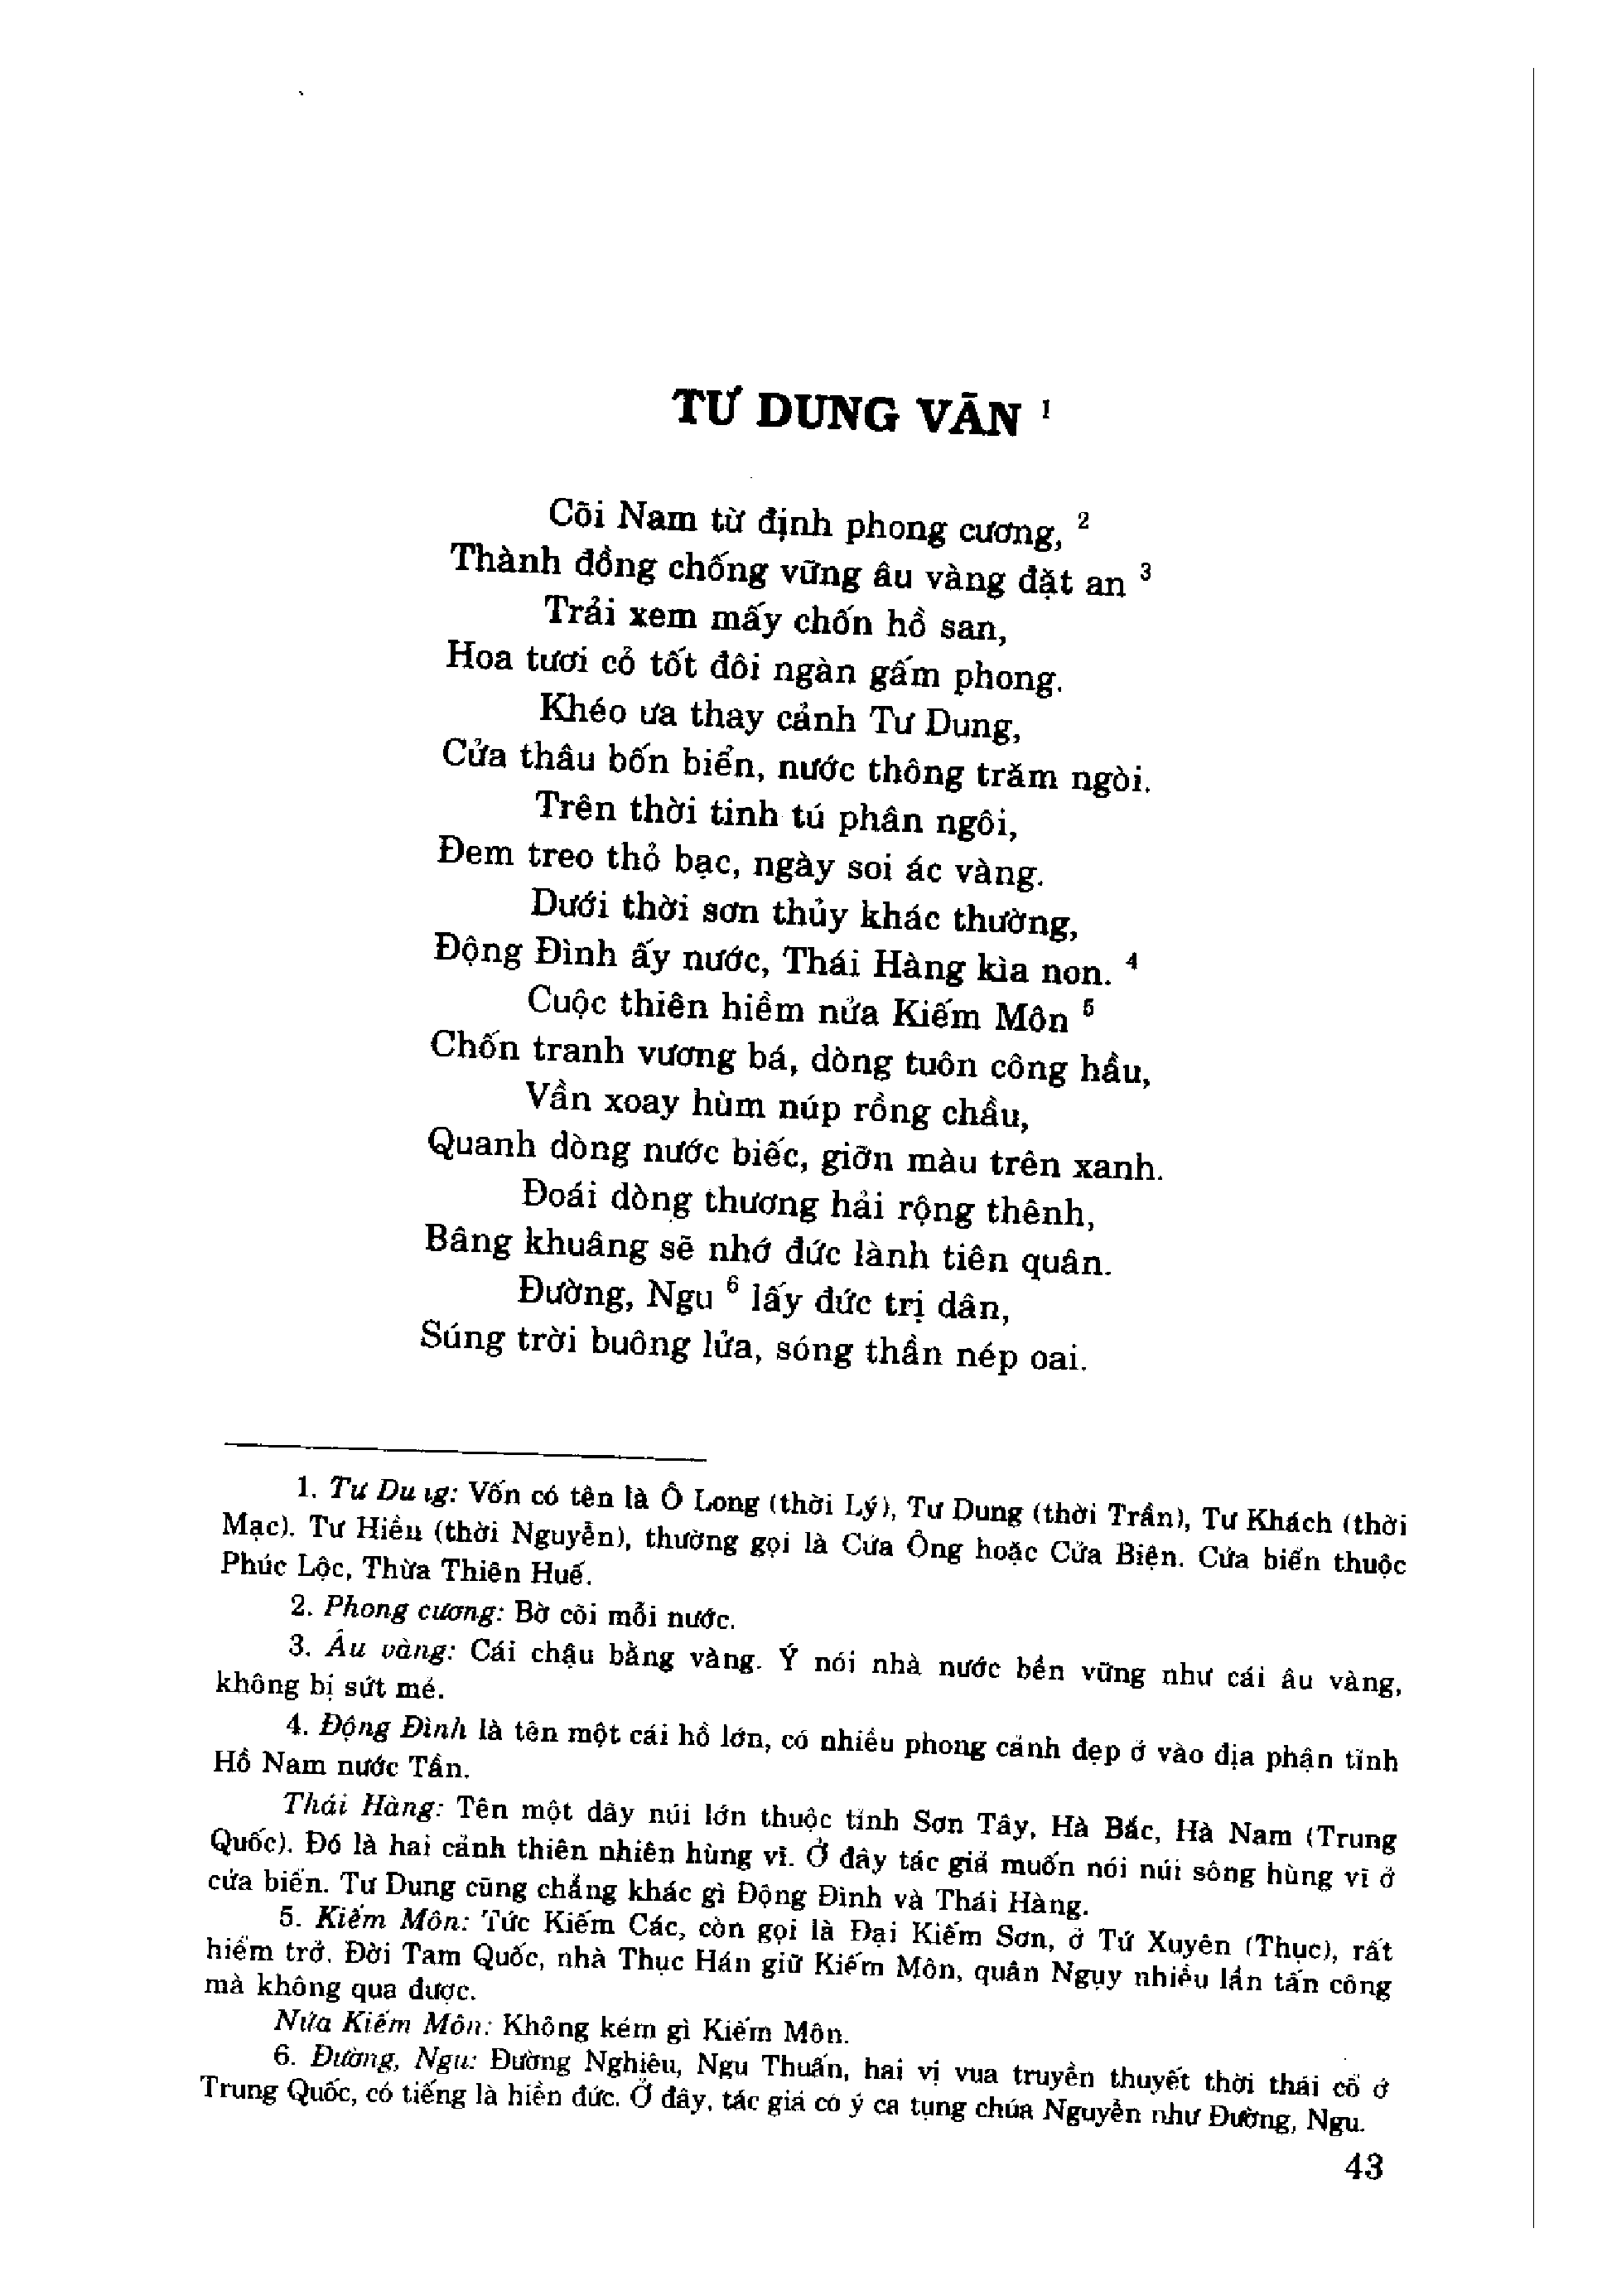 TƯ DUNG VÃN ¹
Cõi Nam từ định phong cương, ²
Thành đồng chống vững âu vàng đặt an ³
Trải xem mấy chốn hồ san,
Hoa tươi cỏ tốt đôi ngàn gấm phong.
Khéo ưa thay cảnh Tư Dung,
Cửa thâu bốn biển, nước thông trăm ngòi.
Trên thời tinh tú phân ngôi,
Đem treo thỏ bạc, ngày soi ác vàng.
Dưới thời sơn thủy khác thường,
Động Đình ấy nước, Thái Hàng kìa non. ⁴
Cuộc thiên hiểm nửa Kiếm Môn ⁵
Chốn tranh vương bá, dòng tuôn công hầu,
Vần xoay hùm núp rồng chầu,
Quanh dòng nước biếc, giỡn màu trên xanh.
Đoái dòng thương hải rộng thênh,
Bâng khuâng sẽ nhớ đức lành tiên quân.
Đường, Ngu ⁶ lấy đức trị dân,
Súng trời buông lửa, sóng thần nép oai.
1. Tư Dung: Vốn có tên là Ô Long (thời Lý), Tư Dung (thời Trần), Tư Khách (thời
Mạc). Tư Hiền (thời Nguyễn), thường gọi là Cửa Ông hoặc Cửa Biện. Cửa biển thuộc
Phúc Lộc, Thừa Thiên Huế.
2. Phong cương: Bờ cõi mỗi nước.
3. Âu vàng: Cái chậu bằng vàng. Ý nói nhà nước bền vững như cái âu vàng,
không bị sứt mẻ.
4. Động Đình là tên một cái hồ lớn, có nhiều phong cảnh đẹp ở vào địa phận tỉnh
Hồ Nam nước Tần.
Thái Hàng: Tên một dãy núi lớn thuộc tỉnh Sơn Tây, Hà Bắc, Hà Nam (Trung
Quốc). Đó là hai cảnh thiên nhiên hùng vĩ. Ở đây tác giả muốn nói núi sông hùng vĩ ở
cửa biển. Tư Dung cũng chẳng khác gì Động Đình và Thái Hàng.
5. Kiếm Môn: Tức Kiếm Các, còn gọi là Đại Kiếm Sơn, ở Tứ Xuyên (Thục), rất
hiểm trở. Đời Tam Quốc, nhà Thục Hán giữ Kiếm Môn, quân Ngụy nhiều lần tấn công
mà không qua được.
Nửa Kiếm Môn: Không kém gì Kiếm Môn.
6. Đường, Ngu: Đường Nghiêu, Ngu Thuấn, hai vị vua truyền thuyết thời thái cổ ở
Trung Quốc, có tiếng là hiền đức. Ở đây, tác giả có ý ca tụng chúa Nguyễn như Đường, Ngu.
43